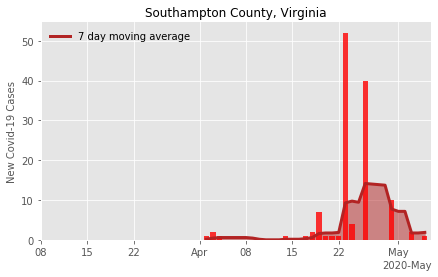 Southampton County, Virginia
7 day moving average
New Covid-19 Cases
50
40
30
20
10
0
08 15 22 Apr 08 15 22 May
2020-May